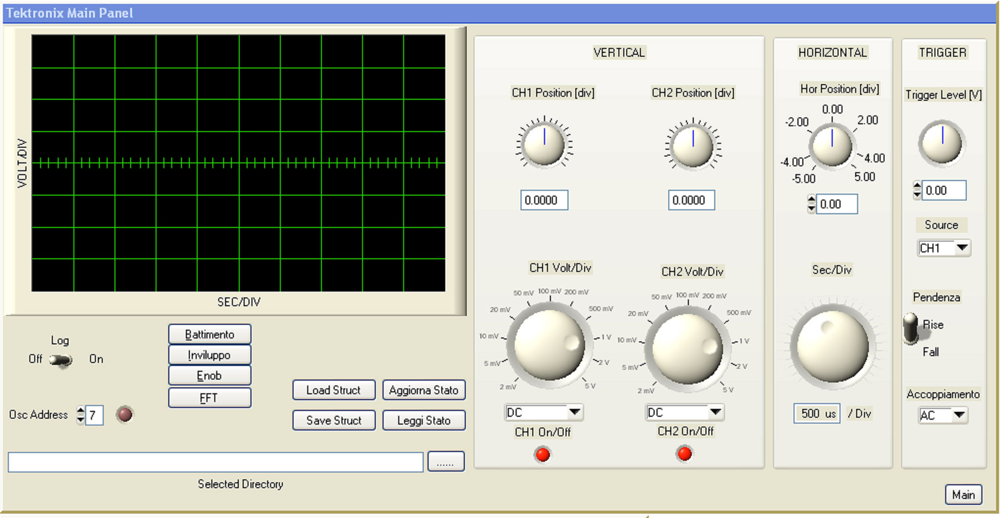 Tektronix Main Panel
VOLT/DIV
SEC/DIV
Log
Off
On
Osc Address
7
Battimento
Inviluppo
Enob
FFT
Load Struct
Aggiorna Stato
Save Struct
Leggi Stato
......
Selected Directory
VERTICAL
CH1 Position [div]
CH2 Position [div]
0.0000
0.0000
CH1 Volt/Div
2 mV
5 mV
10 mV
20 mV
50 mV
100 mV
200 mV
500 mV
1 V
2 V
5 V
DC
CH1 On/Off
CH2 Volt/Div
2 mV
5 mV
10 mV
20 mV
50 mV
100 mV
200 mV
500 mV
1 V
2 V
5 V
DC
CH2 On/Off
HORIZONTAL
Hor Position [div]
-5.00
-4.00
-2.00
0.00
2.00
4.00
5.00
0.00
Sec/Div
500 us / Div
TRIGGER
Trigger Level [V]
0.00
Source
CH1
Pendenza
Rise
Fall
Accoppiamento
AC
Main